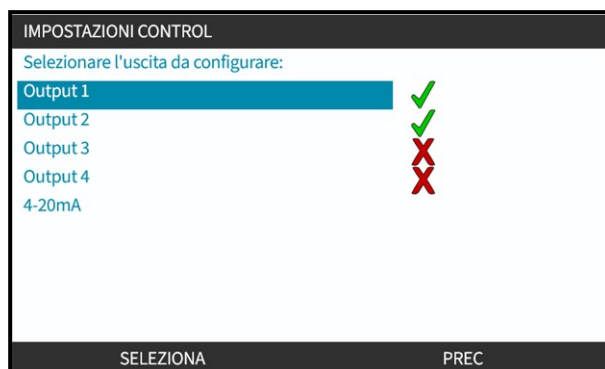 IMPOSTAZIONI CONTROL
Selezionare l'uscita da configurare:
Output 1
Output 2
Output 3
Output 4
4-20mA
SELEZIONA PREC